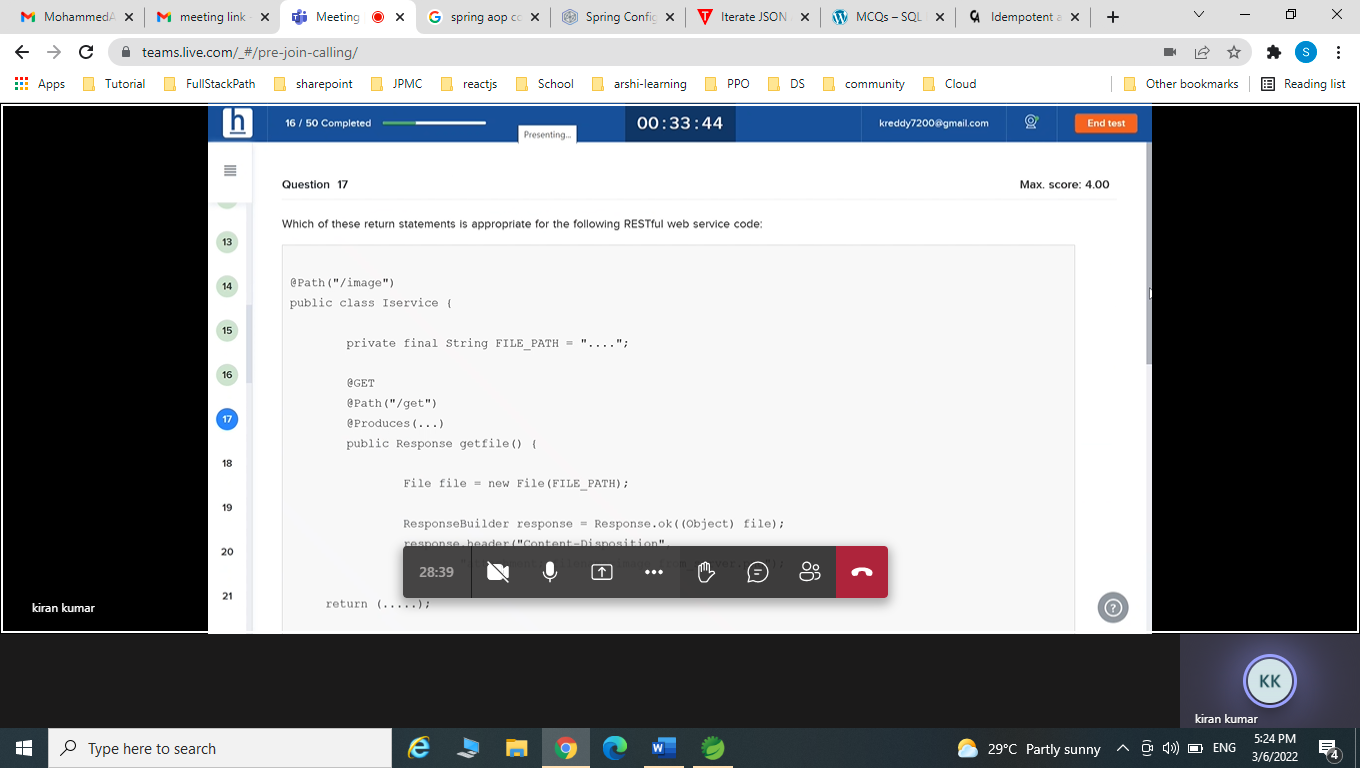 MohammedA
meeting link -
Meeting
spring aop co
Spring Config
Iterate JSON
MCQs – SQL
Idempotent a
teams.live.com/_#/pre-join-calling/
S
Apps
Tutorial
FullStackPath
sharepoint
JPMC
reactjs
School
arshi-learning
PPO
DS
community
Cloud
Other bookmarks
Reading list
h
16 / 50 Completed
Presenting...
00:33:44
kreddy7200@gmail.com
End test
Question 17
Max. score: 4.00
Which of these return statements is appropriate for the following RESTful web service code:
13
14
15
16
17
18
19
20
21
@Path("/image")
public class Iservice {
private final String FILE_PATH = "....";
@GET
@Path("/get")
@Produces(...)
public Response getfile() {
File file = new File(FILE_PATH);
ResponseBuilder response = Response.ok((Object) file);
response.header("Content-Disposition",
return (.....);
28:39
kiran kumar
KK
kiran kumar
Type here to search
29°C Partly sunny
ENG
5:24 PM
3/6/2022
4